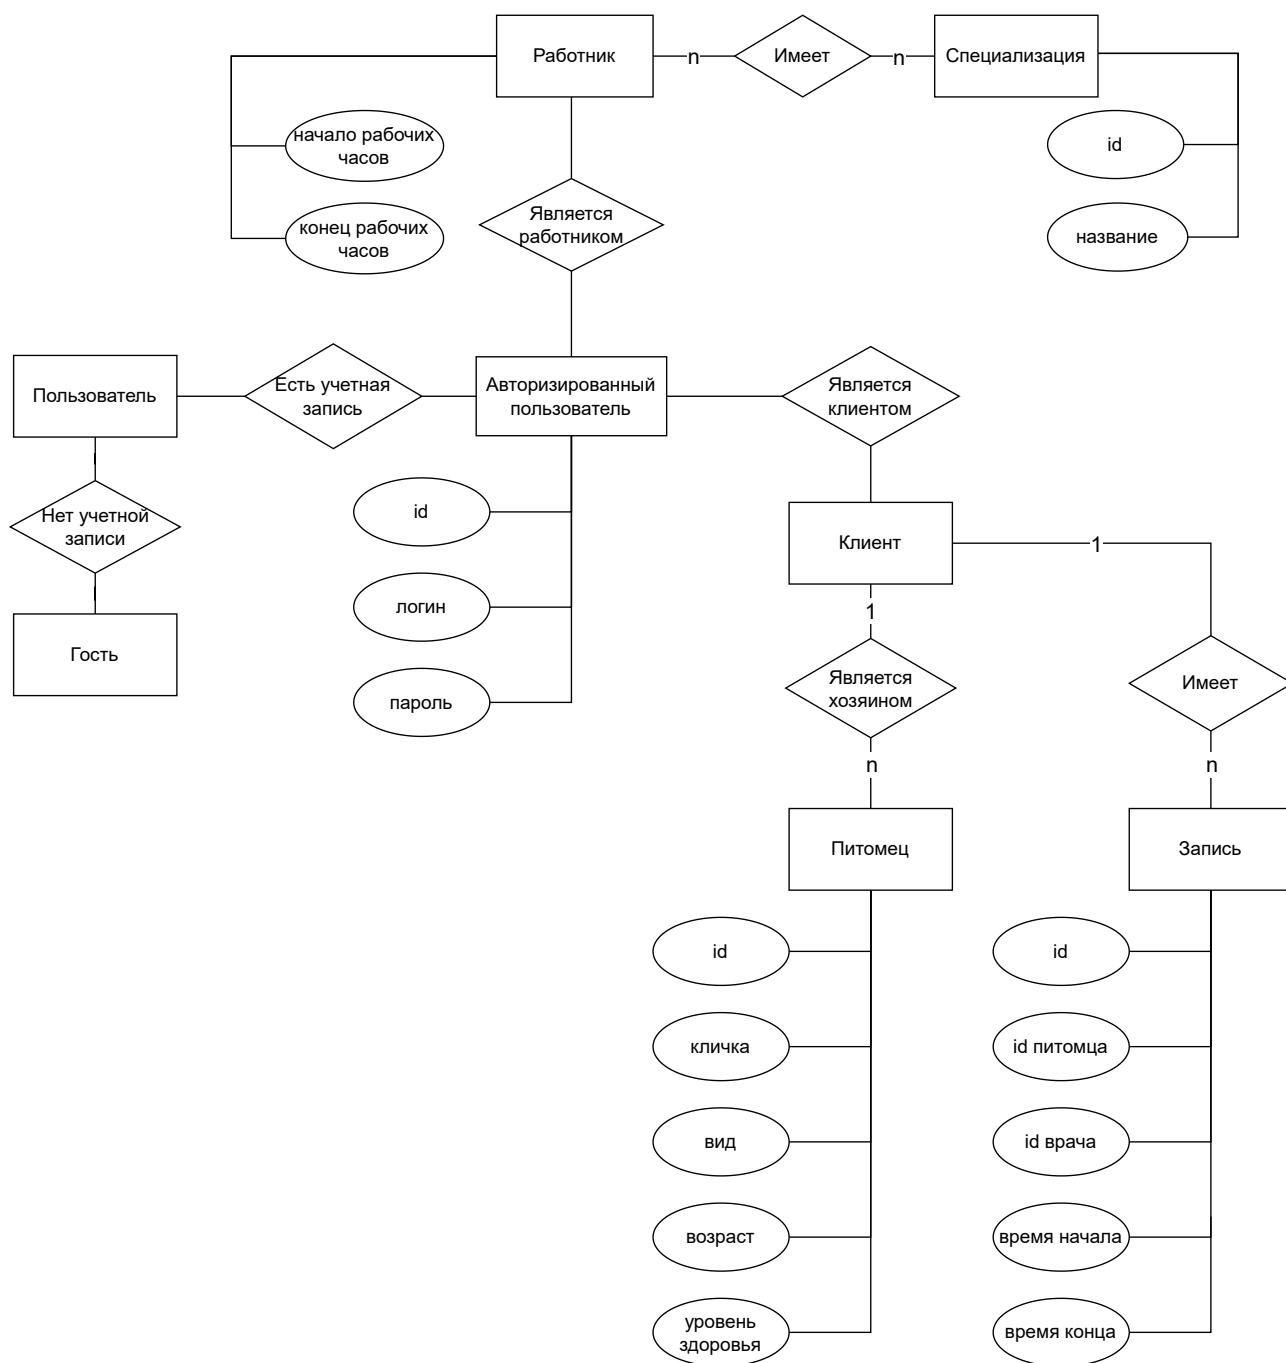 Работник
n
Имеет
n
Специализация
начало рабочих
часов
id
конец рабочих
часов
Является
работником
название
Пользователь
Есть учетная
запись
Авторизированный
пользователь
Является
клиентом
Нет учетной
записи
id
Клиент
1
логин
1
Гость
Является
хозяином
Имеет
пароль
n
n
Питомец
Запись
id
id
кличка
id питомца
вид
id врача
возраст
время начала
уровень
здоровья
время конца